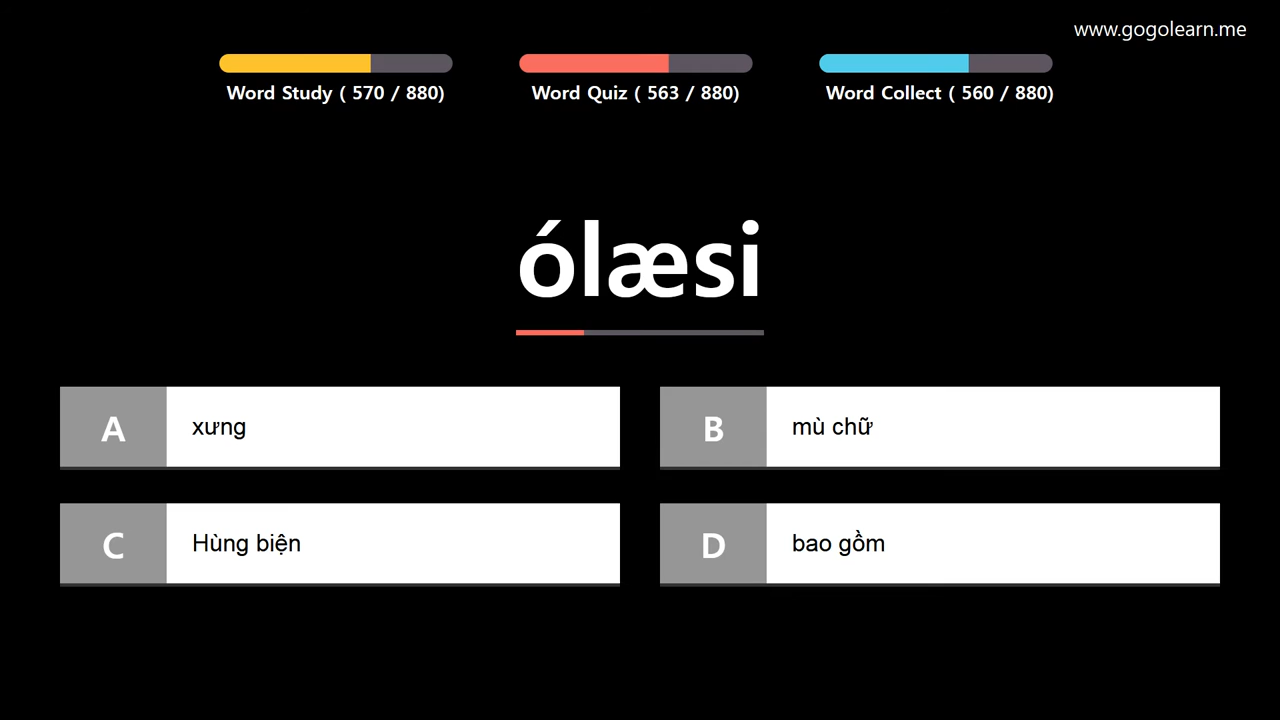 www.gogolearn.me
Word Study ( 570 / 880)
Word Quiz ( 563 / 880)
Word Collect ( 560 / 880)
ólæsi
A xưng
B mù chữ
C Hùng biện
D bao gồm